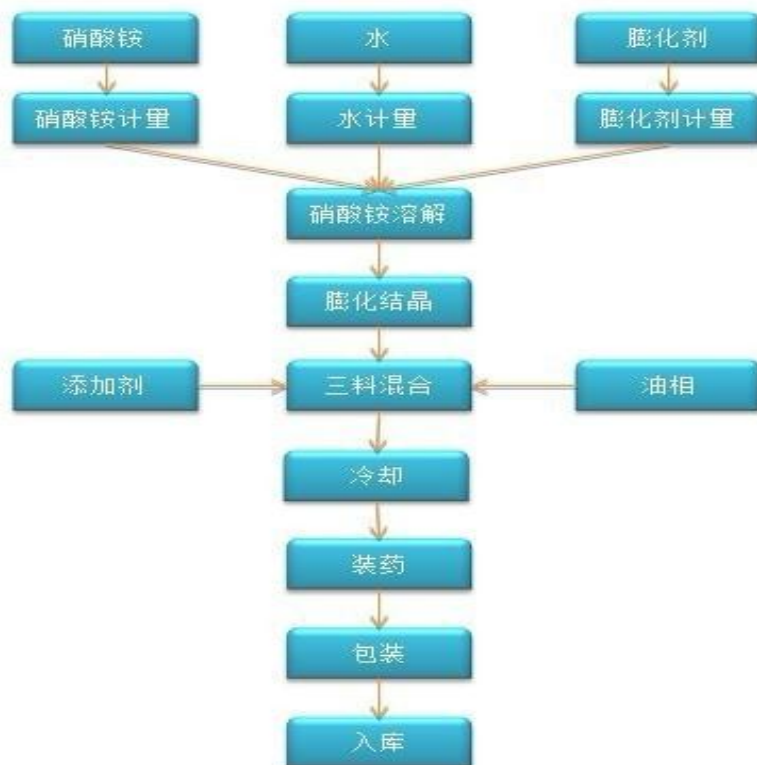 硝酸铵
水
膨化剂
硝酸铵计量
水计量
膨化剂计量
硝酸铵溶解
膨化结晶
添加剂
三料混合
油相
冷却
装药
包装
入库